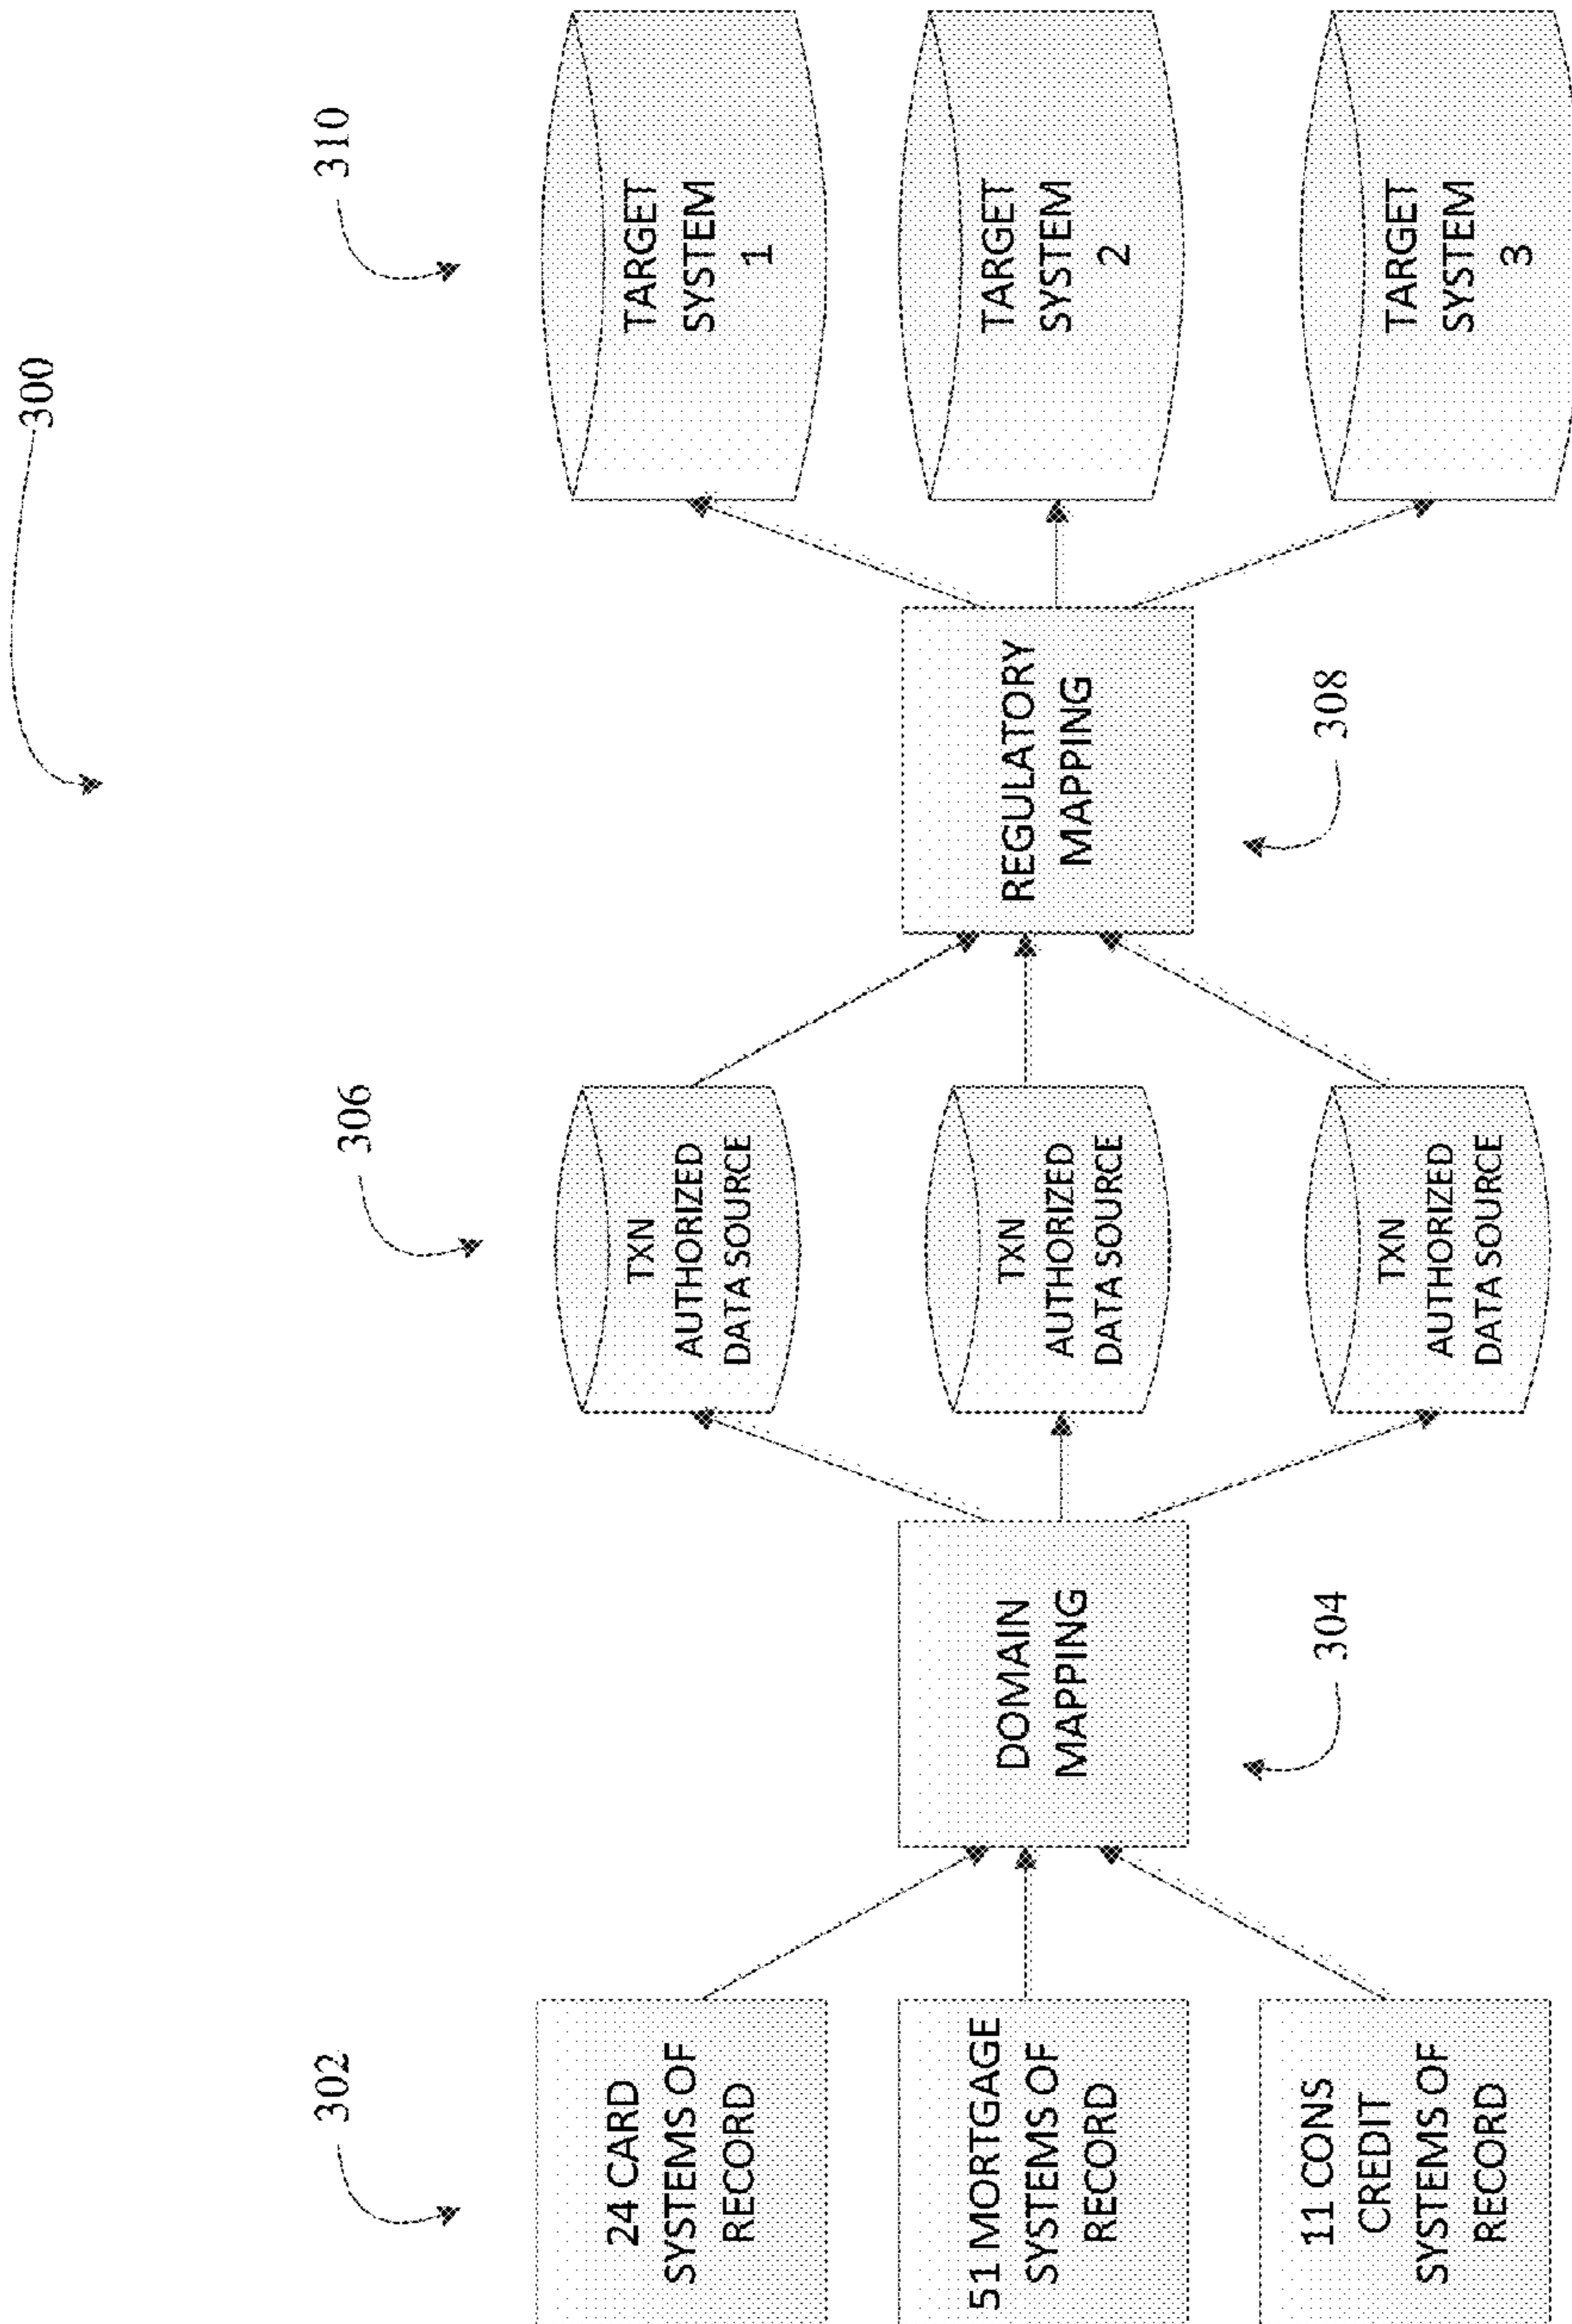 300
302
306
310
24 CARD
SYSTEMS OF
RECORD
51 MORTGAGE
SYSTEMS OF
RECORD
11 CONS
CREDIT
SYSTEMS OF
RECORD
DOMAIN
MAPPING
304
TXN
AUTHORIZED
DATA SOURCE
TXN
AUTHORIZED
DATA SOURCE
TXN
AUTHORIZED
DATA SOURCE
REGULATORY
MAPPING
308
TARGET
SYSTEM
1
TARGET
SYSTEM
2
TARGET
SYSTEM
3